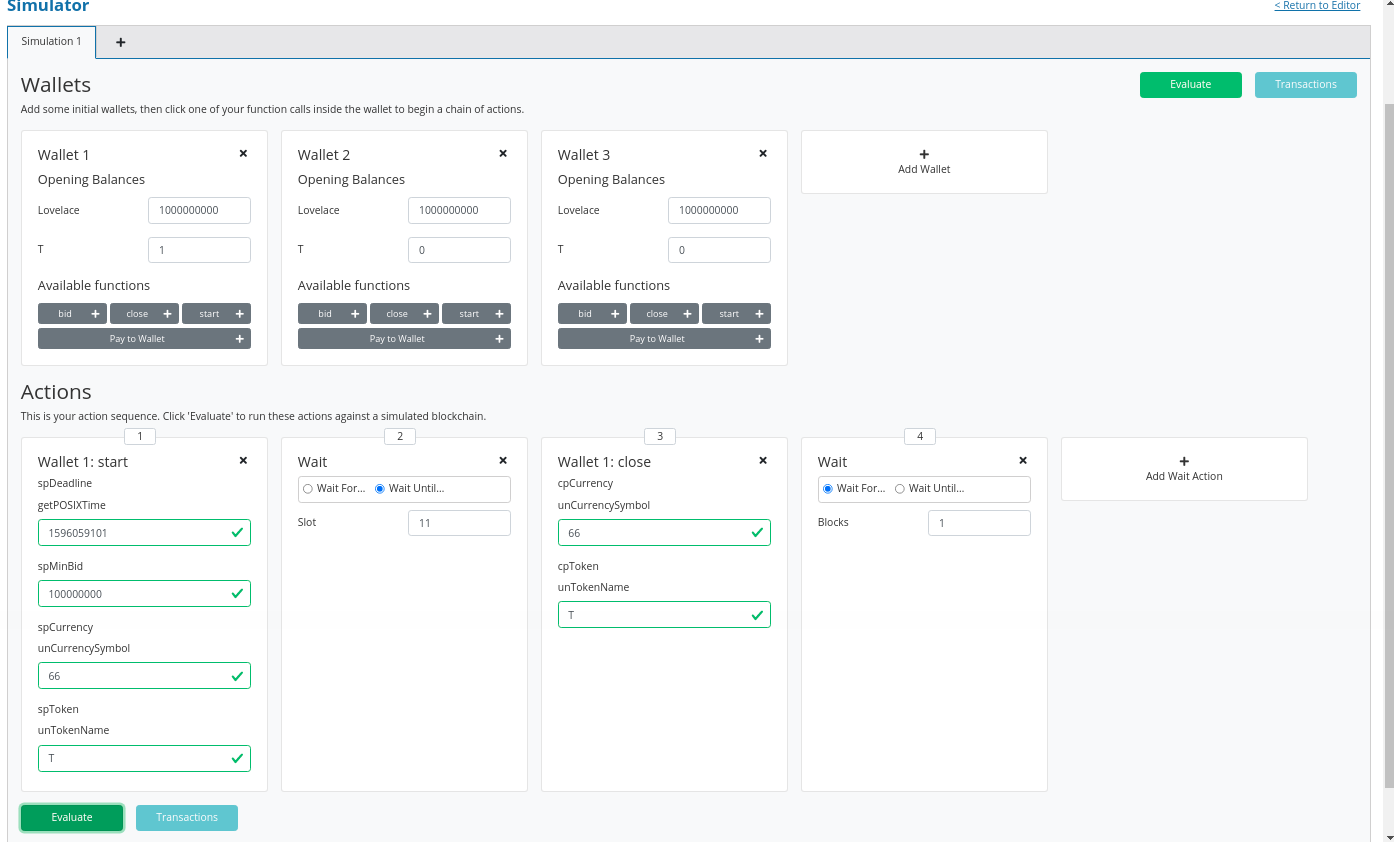 Simulator
< Return to Editor
Simulation 1
Wallets
Evaluate
Transactions
Add some initial wallets, then click one of your function calls inside the wallet to begin a chain of actions.
Wallet 1
Opening Balances
Lovelace
1000000000
T
1
Available functions
bid
close
start
Pay to Wallet
Wallet 2
Opening Balances
Lovelace
1000000000
T
0
Available functions
bid
close
start
Pay to Wallet
Wallet 3
Opening Balances
Lovelace
1000000000
T
0
Available functions
bid
close
start
Pay to Wallet
Add Wallet
Actions
This is your action sequence. Click 'Evaluate' to run these actions against a simulated blockchain.
1
Wallet 1: start
spDeadline
getPOSIXTime
1596059101
spMinBid
100000000
spCurrency
unCurrencySymbol
66
spToken
unTokenName
T
2
Wait
Wait For...
Wait Until...
Slot
11
3
Wallet 1: close
cpCurrency
unCurrencySymbol
66
cpToken
unTokenName
T
4
Wait
Wait For...
Wait Until...
Blocks
1
Add Wait Action
Evaluate
Transactions